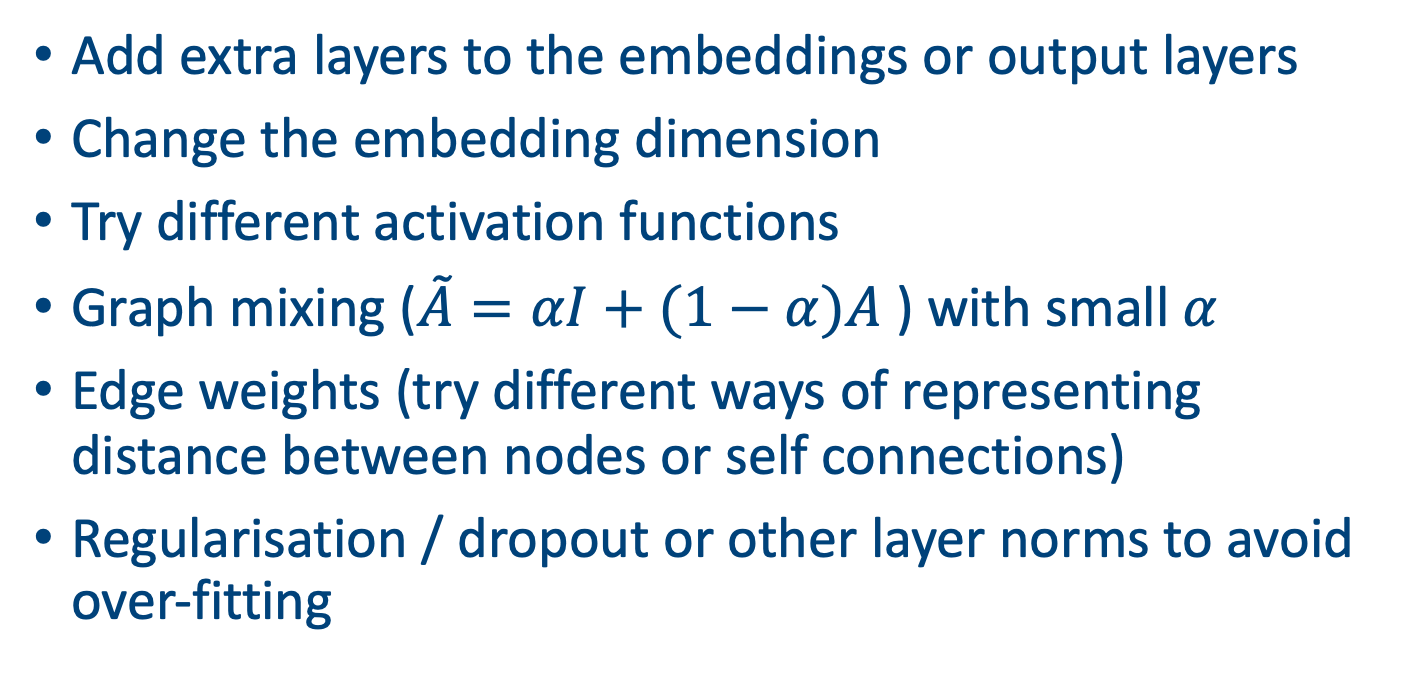 • Add extra layers to the embeddings or output layers
• Change the embedding dimension
• Try different activation functions
• Graph mixing (Ã = αI + (1 − α)A ) with small α
• Edge weights (try different ways of representing
distance between nodes or self connections)
• Regularisation / dropout or other layer norms to avoid
over-fitting